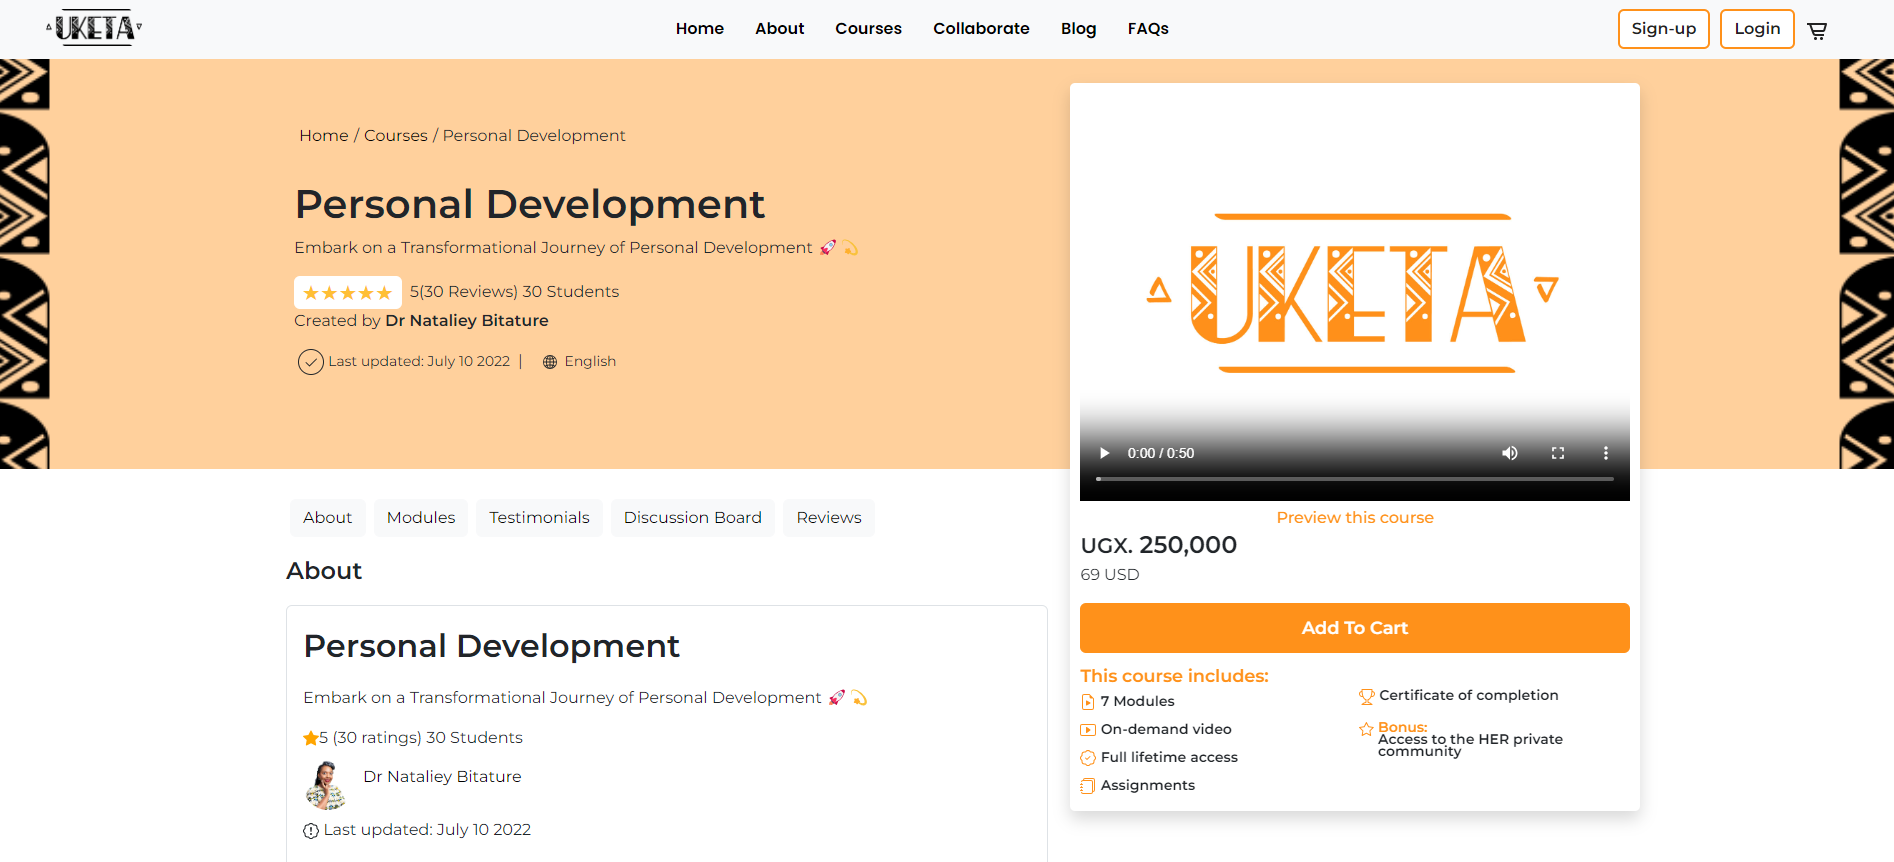 UKETA
Home About Courses Collaborate Blog FAQs
Sign-up Login
Home / Courses / Personal Development
Personal Development
Embark on a Transformational Journey of Personal Development 🚀💫
★★★★★ 5(30 Reviews) 30 Students
Created by Dr Nataliey Bitature
Last updated: July 10 2022 | English
About Modules Testimonials Discussion Board Reviews
About
Personal Development
Embark on a Transformational Journey of Personal Development 🚀💫
5 (30 ratings) 30 Students
Dr Nataliey Bitature
Last updated: July 10 2022
UKETA
0:00 / 0:50
Preview this course
UGX. 250,000
69 USD
Add To Cart
This course includes:
7 Modules
On-demand video
Full lifetime access
Assignments
Certificate of completion
Bonus:
Access to the HER private
community